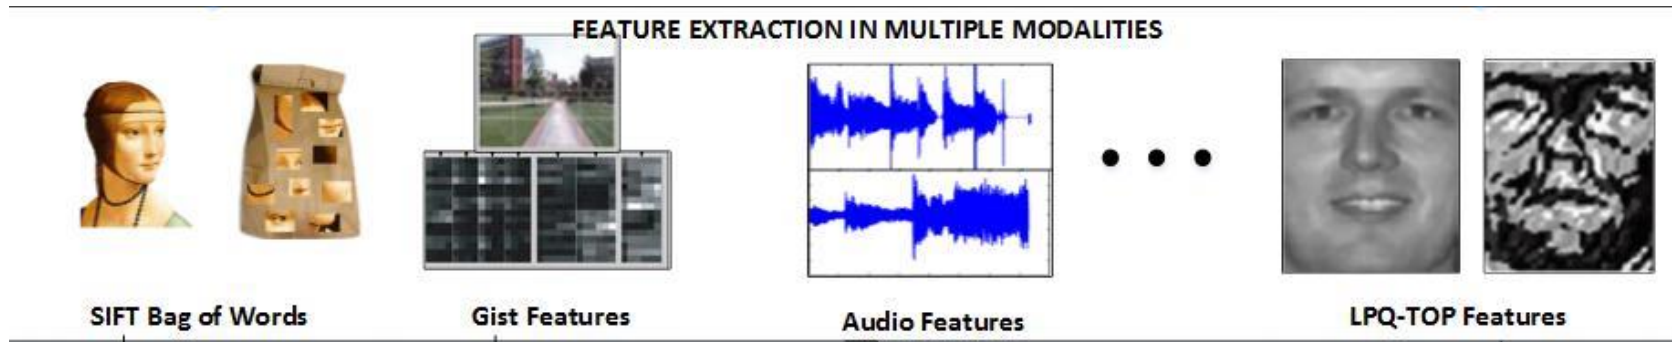 FEATURE EXTRACTION IN MULTIPLE MODALITIES
SIFT Bag of Words
Gist Features
Audio Features
LPQ-TOP Features